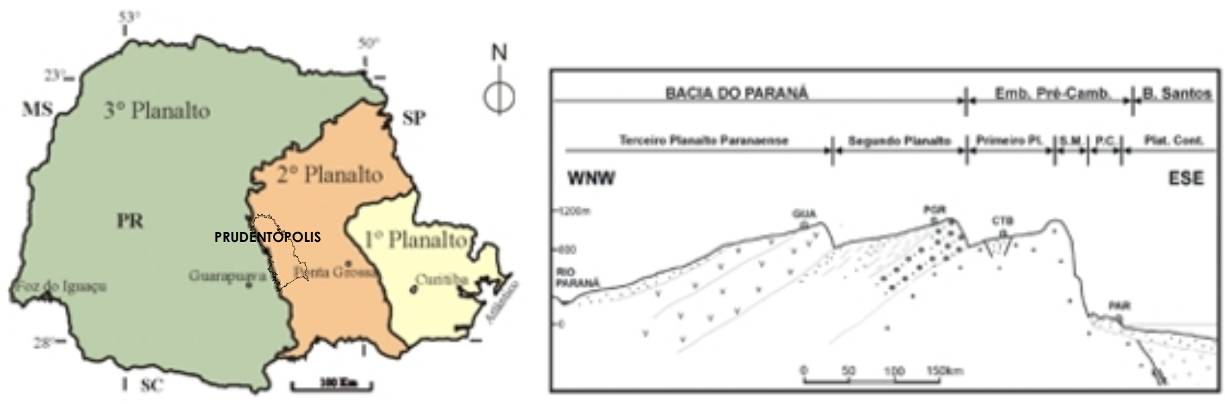 53°
50°
N
23°
MS
3° Planalto
SP
2° Planalto
PR
PRUDENTÓPOLIS
1° Planalto
Guarapuava
Ponta Grossa
Curitiba
Foz do Iguaçu
Atlântico
28°
SC
100 Km
BACIA DO PARANÁ
Emb. Pré-Camb.
B. Santos
Terceiro Planalto Paranaense
Segundo Planalto
Primeiro Pl.
S.M.
P.C.
Plat. Cont.
WNW
ESE
1200m
GUA
PGR
CTB
RIO
PARANÁ
0
PAR
0 50 100 150km